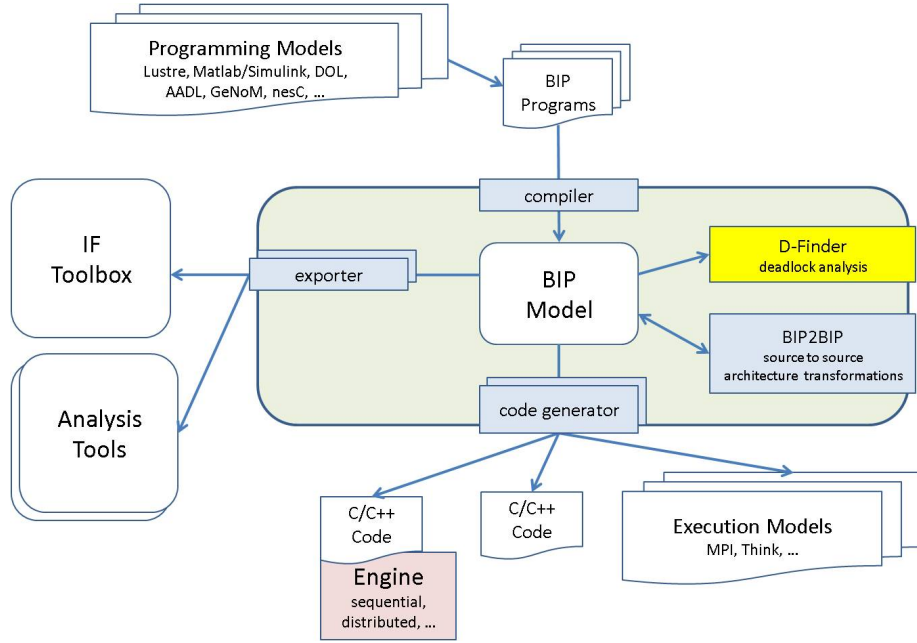 Programming Models
Lustre, Matlab/Simulink, DOL,
AADL, GeNoM, nesC, ...
BIP
Programs
compiler
IF
Toolbox
exporter
BIP
Model
D-Finder
deadlock analysis
BIP2BIP
source to source
architecture transformations
Analysis
Tools
code generator
C/C++
Code
Engine
sequential,
distributed, ...
C/C++
Code
Execution Models
MPI, Think, ...